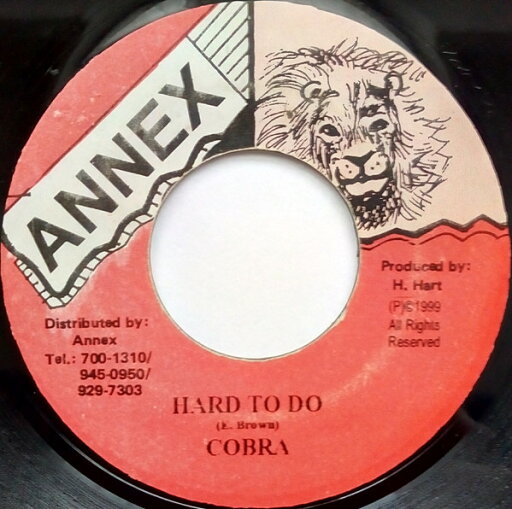 ANNEX
Distributed by:
Annex
Tel.: 700-1310/
945-0950/
929-7303
Produced by:
H. Hart
(P)©1999
All Rights
Reserved
HARD TO DO
(E. Brown)
COBRA